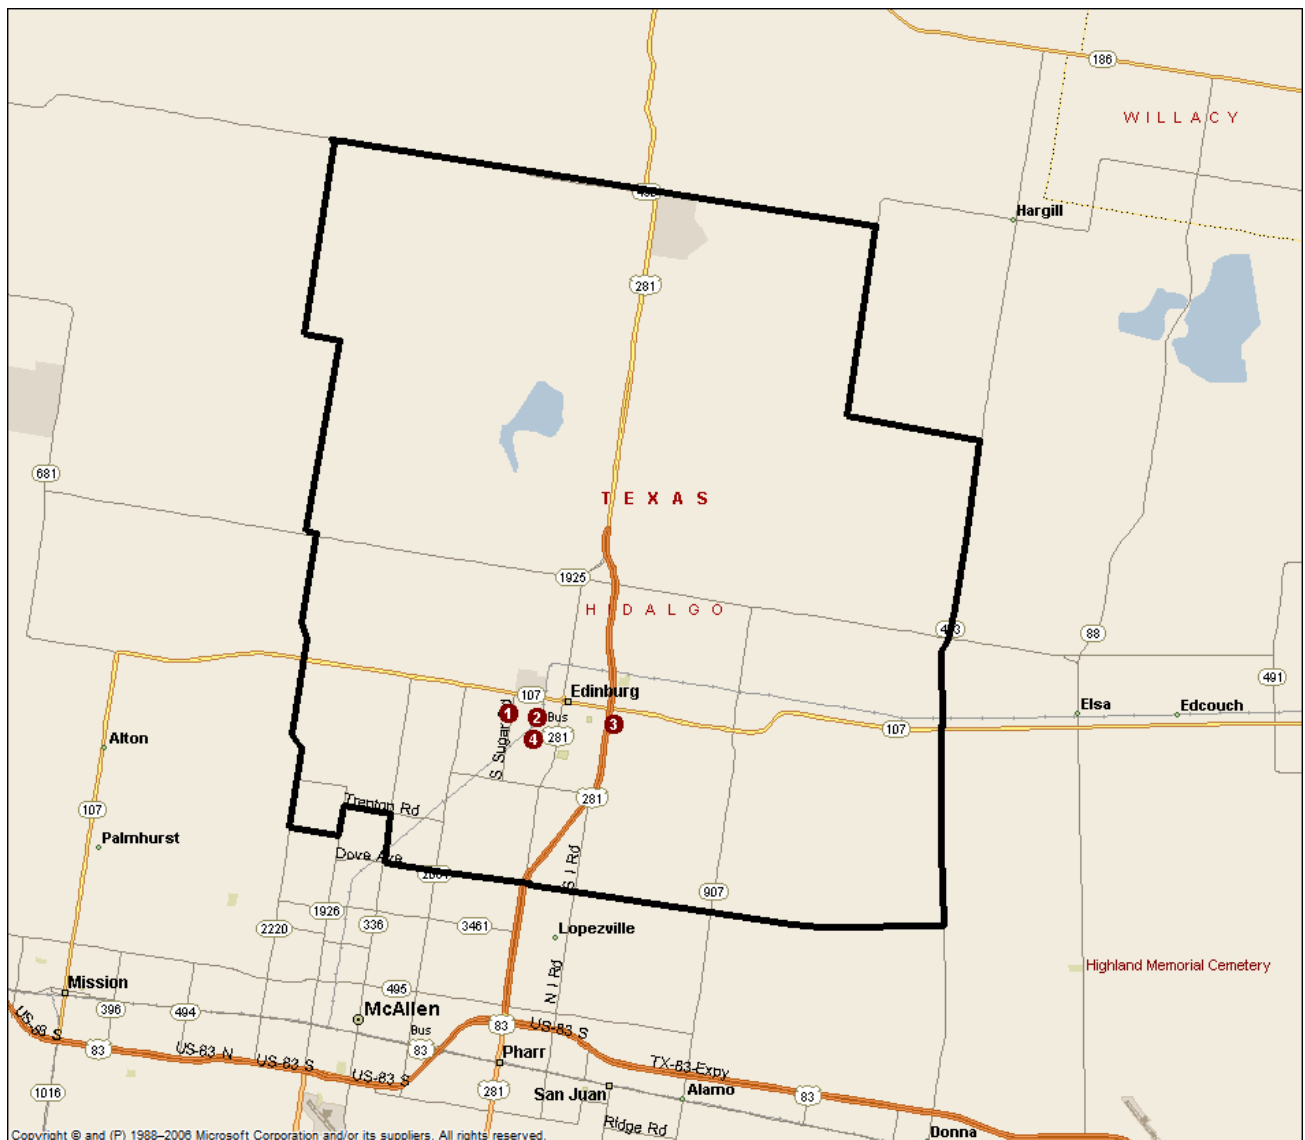 186
WILLACY
492
Hargill
281
681
TEXAS
1925
HIDALGO
493
88
491
107
Edinburg
1
2
Bus
3
S Sugar Rd
4
281
107
Elsa
Edcouch
Alton
281
Trenton Rd
107
Palmhurst
Dove Ave
S I Rd
907
1926
336
3461
2220
Lopezville
Highland Memorial Cemetery
Mission
495
N I Rd
396
494
McAllen
US-83 S
Bus
83
US-83 S
83
US-83 N
US-83 S
83
Pharr
TX-83-Expy
US-83 S
1016
281
San Juan
Alamo
83
Ridge Rd
Donna
Copyright © and (P) 1988–2006 Microsoft Corporation and/or its suppliers. All rights reserved.